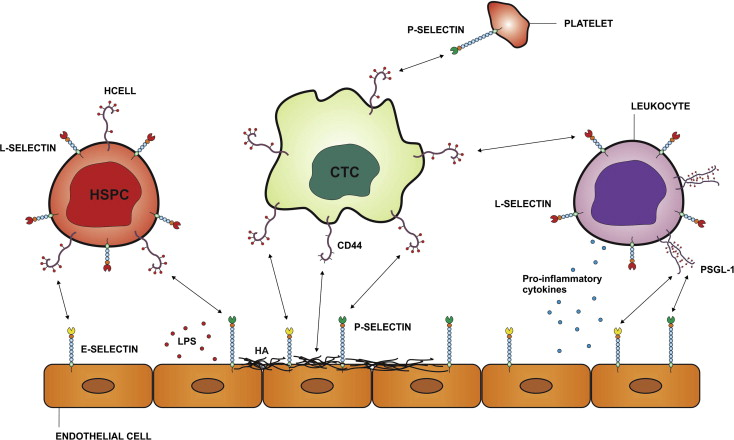 P-SELECTIN
PLATELET
HCELL
LEUKOCYTE
L-SELECTIN
HSPC
CTC
L-SELECTIN
CD44
PSGL-1
Pro-inflammatory
cytokines
E-SELECTIN
LPS
HA
P-SELECTIN
ENDOTHELIAL CELL